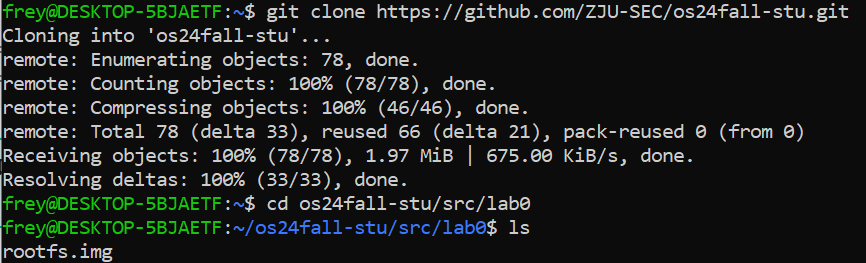 frey@DESKTOP-5BJAETF:~$ git clone https://github.com/ZJU-SEC/os24fall-stu.git
Cloning into 'os24fall-stu'...
remote: Enumerating objects: 78, done.
remote: Counting objects: 100% (78/78), done.
remote: Compressing objects: 100% (46/46), done.
remote: Total 78 (delta 33), reused 66 (delta 21), pack-reused 0 (from 0)
Receiving objects: 100% (78/78), 1.97 MiB | 675.00 KiB/s, done.
Resolving deltas: 100% (33/33), done.
frey@DESKTOP-5BJAETF:~$ cd os24fall-stu/src/lab0
frey@DESKTOP-5BJAETF:~/os24fall-stu/src/lab0$ ls
rootfs.img